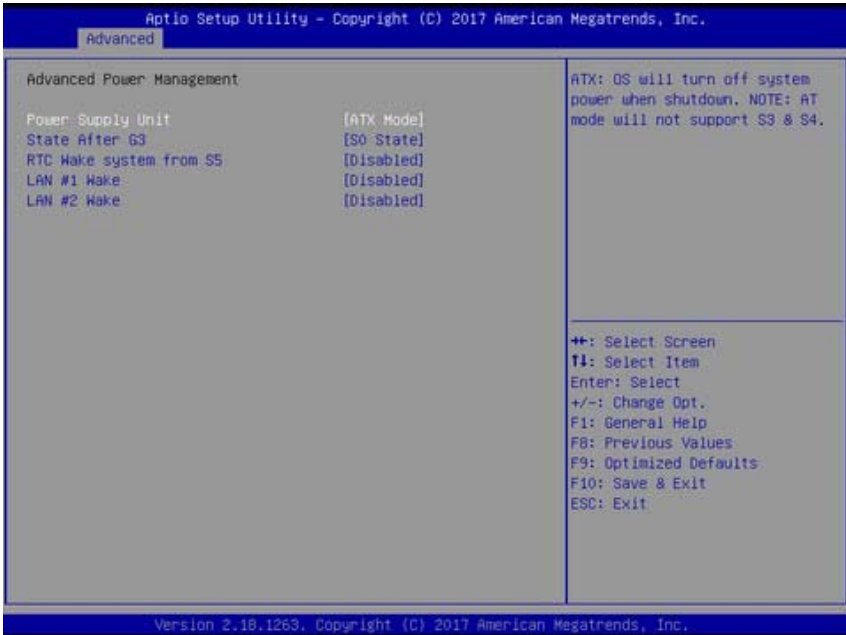 Aptio Setup Utility - Copyright (C) 2017 American Megatrends, Inc.
Advanced
Advanced Power Management
Power Supply Unit [ATX Mode]
State After G3 [S0 State]
RTC Wake system from S5 [Disabled]
LAN #1 Wake [Disabled]
LAN #2 Wake [Disabled]
ATX: OS will turn off system
power when shutdown. NOTE: AT
mode will not support S3 & S4.
→←: Select Screen
↑↓: Select Item
Enter: Select
+/-: Change Opt.
F1: General Help
F8: Previous Values
F9: Optimized Defaults
F10: Save & Exit
ESC: Exit
Version 2.18.1263. Copyright (C) 2017 American Megatrends, Inc.